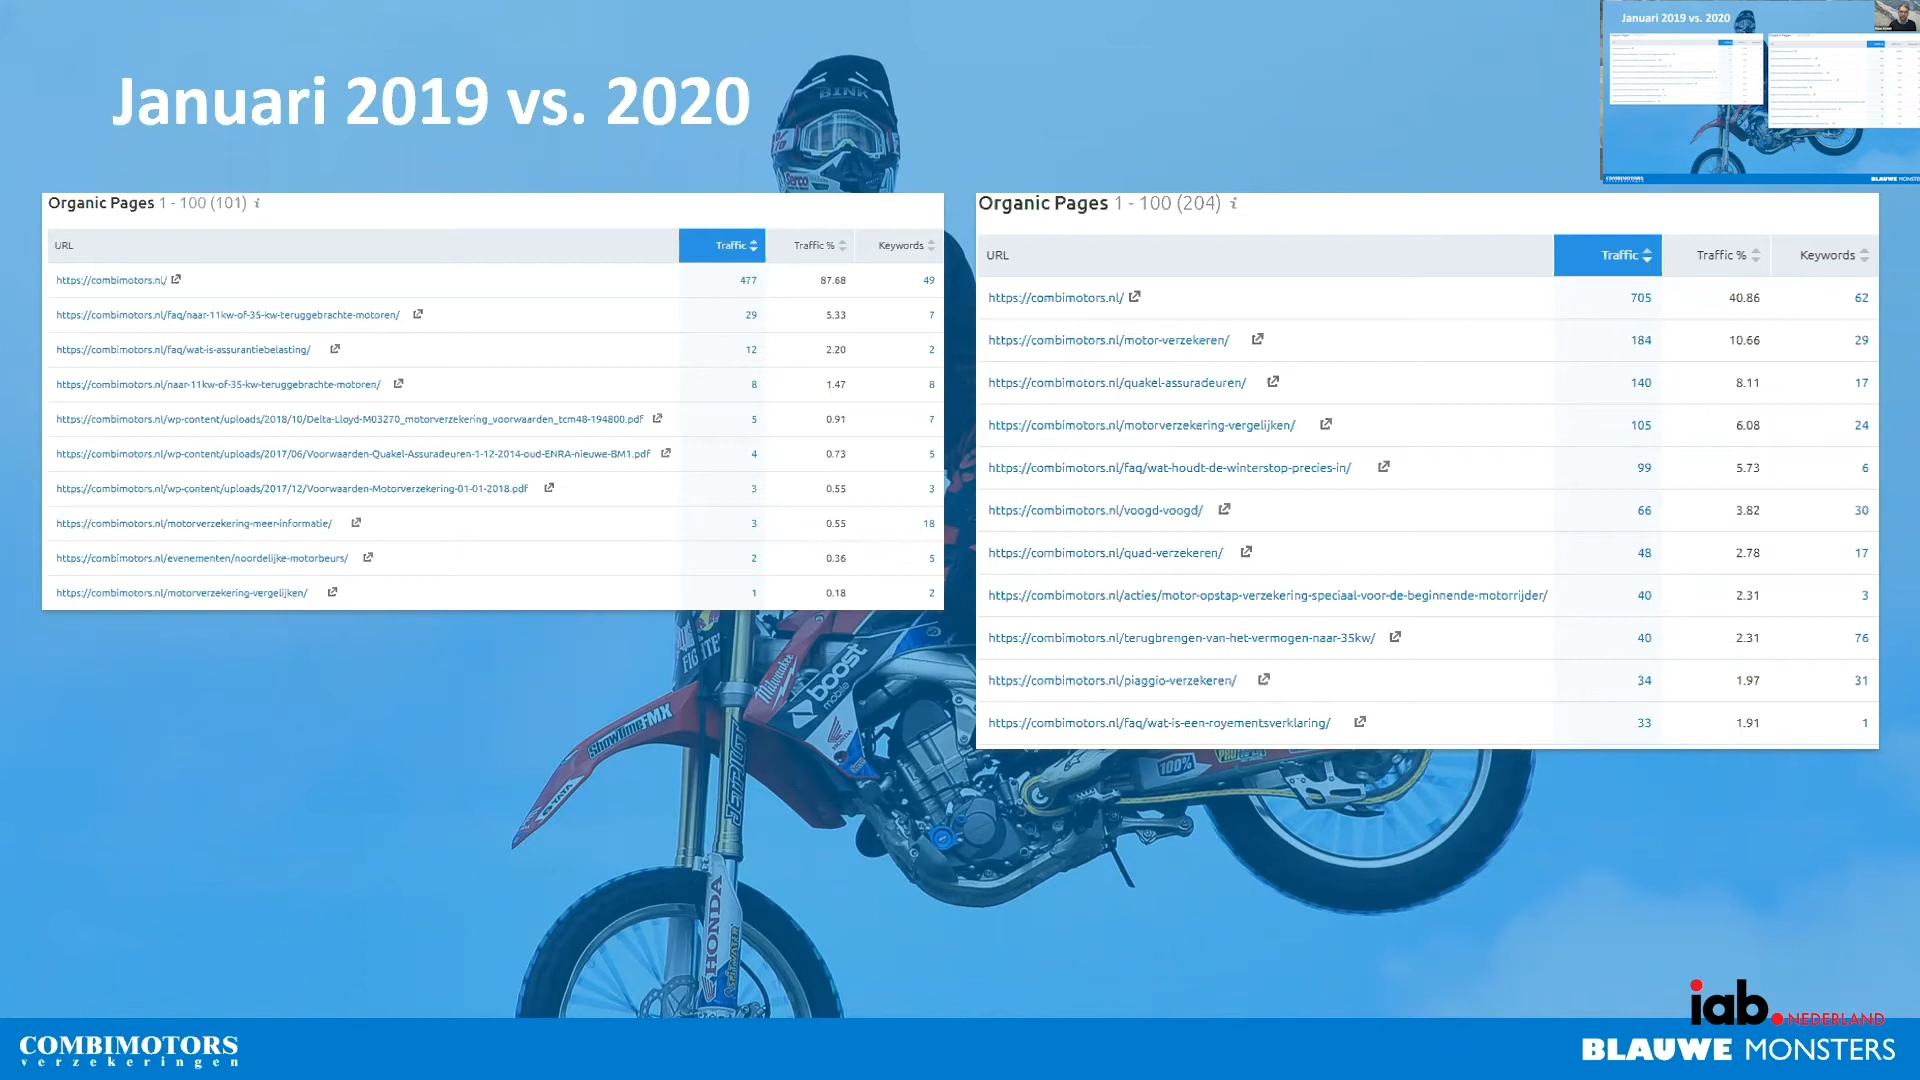 Januari 2019 vs. 2020
Januari 2019 vs. 2020
BINK
Serco
Organic Pages 1 - 100 (101) i
URL Traffic Traffic % Keywords
https://combimotors.nl/ 477 87.68 49
https://combimotors.nl/faq/naar-11kw-of-35-kw-teruggebrachte-motoren/ 29 5.33 7
https://combimotors.nl/faq/wat-is-assurantiebelasting/ 12 2.20 2
https://combimotors.nl/naar-11kw-of-35-kw-teruggebrachte-motoren/ 8 1.47 8
https://combimotors.nl/wp-content/uploads/2018/10/Delta-Lloyd-M03270_motorverzekering_voorwaarden_tcm48-194800.pdf 5 0.91 7
https://combimotors.nl/wp-content/uploads/2017/06/Voorwaarden-Quakel-Assuradeuren-1-12-2014-oud-ENRA-nieuwe-BM1.pdf 4 0.73 5
https://combimotors.nl/wp-content/uploads/2017/12/Voorwaarden-Motorverzekering-01-01-2018.pdf 3 0.55 3
https://combimotors.nl/motorverzekering-meer-informatie/ 3 0.55 18
https://combimotors.nl/evenementen/noordelijke-motorbeurs/ 2 0.36 5
https://combimotors.nl/motorverzekering-vergelijken/ 1 0.18 2
Organic Pages 1 - 100 (204) i
URL Traffic Traffic % Keywords
https://combimotors.nl/ 705 40.86 62
https://combimotors.nl/motor-verzekeren/ 184 10.66 29
https://combimotors.nl/quakel-assuradeuren/ 140 8.11 17
https://combimotors.nl/motorverzekering-vergelijken/ 105 6.08 24
https://combimotors.nl/faq/wat-houdt-de-winterstop-precies-in/ 99 5.73 6
https://combimotors.nl/voogd-voogd/ 66 3.82 30
https://combimotors.nl/quad-verzekeren/ 48 2.78 17
https://combimotors.nl/acties/motor-opstap-verzekering-speciaal-voor-de-beginnende-motorrijder/ 40 2.31 3
https://combimotors.nl/terugbrengen-van-het-vermogen-naar-35kw/ 40 2.31 76
https://combimotors.nl/piaggio-verzekeren/ 34 1.97 31
https://combimotors.nl/faq/wat-is-een-royementsverklaring/ 33 1.91 1
Milwaukee
boost
mobile
HONDA
ShowtimeFMX
JETPILOT
100%
HONDA
iab.NEDERLAND
COMBIMOTORS
verzekeringen
BLAUWE MONSTERS